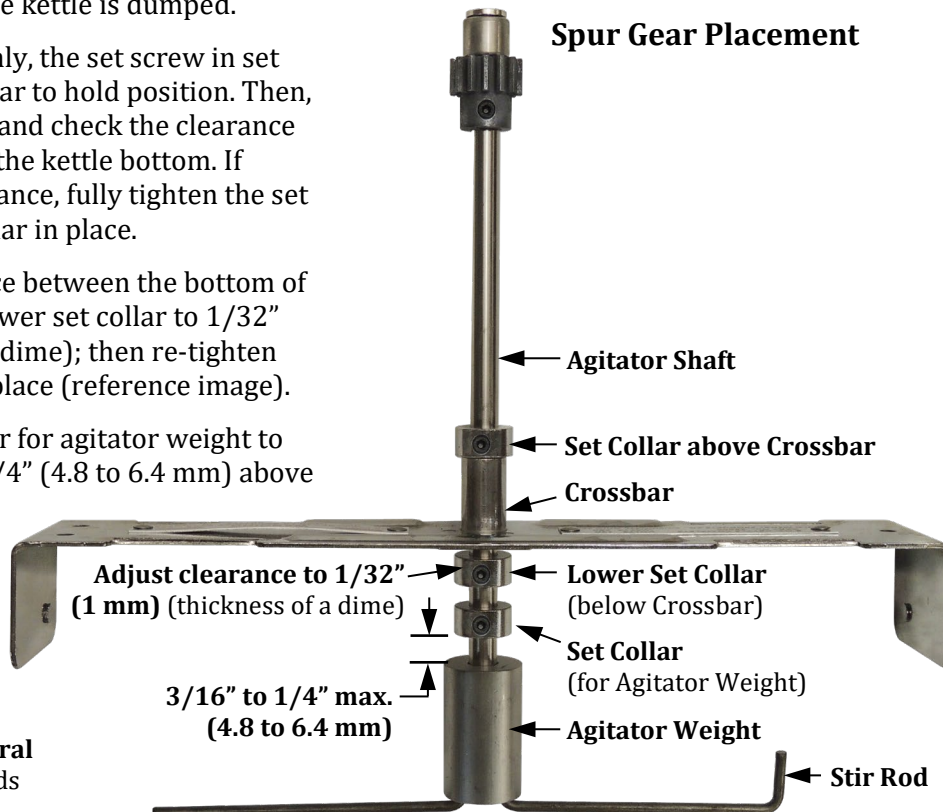 e kettle is dumped.
Spur Gear Placement
ly, the set screw in set
ar to hold position. Then,
and check the clearance
the kettle bottom. If
ance, fully tighten the set
lar in place.
ce between the bottom of
wer set collar to 1/32”
dime); then re-tighten
place (reference image).
r for agitator weight to
/4” (4.8 to 6.4 mm) above
Agitator Shaft
Set Collar above Crossbar
Crossbar
Adjust clearance to 1/32”
(1 mm) (thickness of a dime)
Lower Set Collar
(below Crossbar)
Set Collar
(for Agitator Weight)
3/16” to 1/4” max.
(4.8 to 6.4 mm)
Agitator Weight
ral
ds
Stir Rod